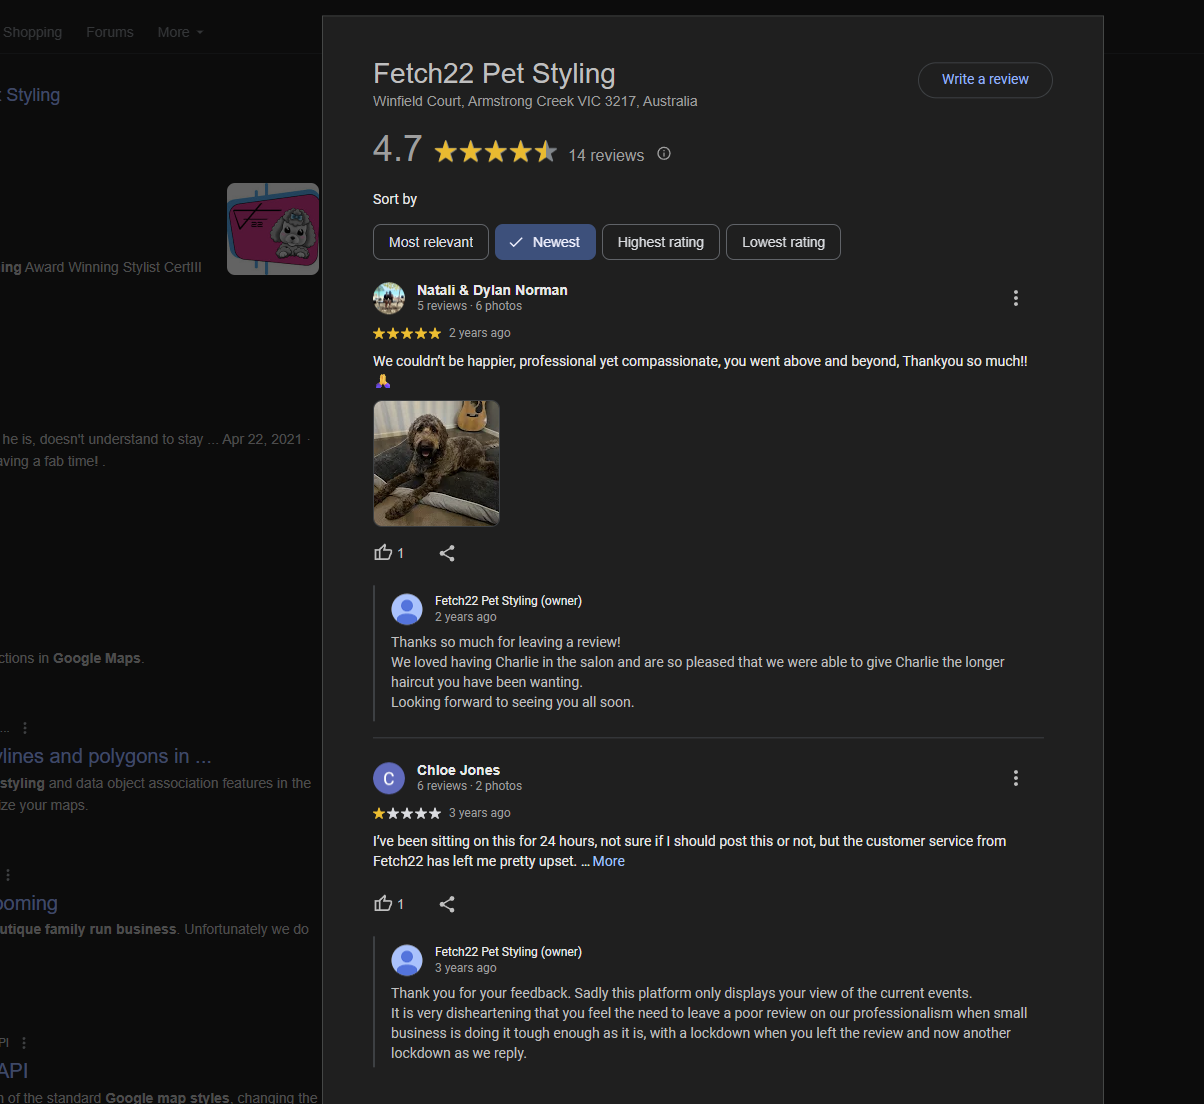 Shopping Forums More
: Styling
ing Award Winning Stylist CertIII
he is, doesn't understand to stay ... Apr 22, 2021 ·
aving a fab time! .
ctions in Google Maps.
...
ylines and polygons in ...
styling and data object association features in the
ize your maps.
ooming
utique family run business. Unfortunately we do
PI
API
n of the standard Google map styles, changing the
Fetch22 Pet Styling
Write a review
Winfield Court, Armstrong Creek VIC 3217, Australia
4.7 14 reviews
Sort by
Most relevant Newest Highest rating Lowest rating
Natali & Dylan Norman
5 reviews · 6 photos
2 years ago
We couldn't be happier, professional yet compassionate, you went above and beyond, Thankyou so much!!
🙏
1
Fetch22 Pet Styling (owner)
2 years ago
Thanks so much for leaving a review!
We loved having Charlie in the salon and are so pleased that we were able to give Charlie the longer
haircut you have been wanting.
Looking forward to seeing you all soon.
C
Chloe Jones
6 reviews · 2 photos
3 years ago
I've been sitting on this for 24 hours, not sure if I should post this or not, but the customer service from
Fetch22 has left me pretty upset. ... More
1
Fetch22 Pet Styling (owner)
3 years ago
Thank you for your feedback. Sadly this platform only displays your view of the current events.
It is very disheartening that you feel the need to leave a poor review on our professionalism when small
business is doing it tough enough as it is, with a lockdown when you left the review and now another
lockdown as we reply.